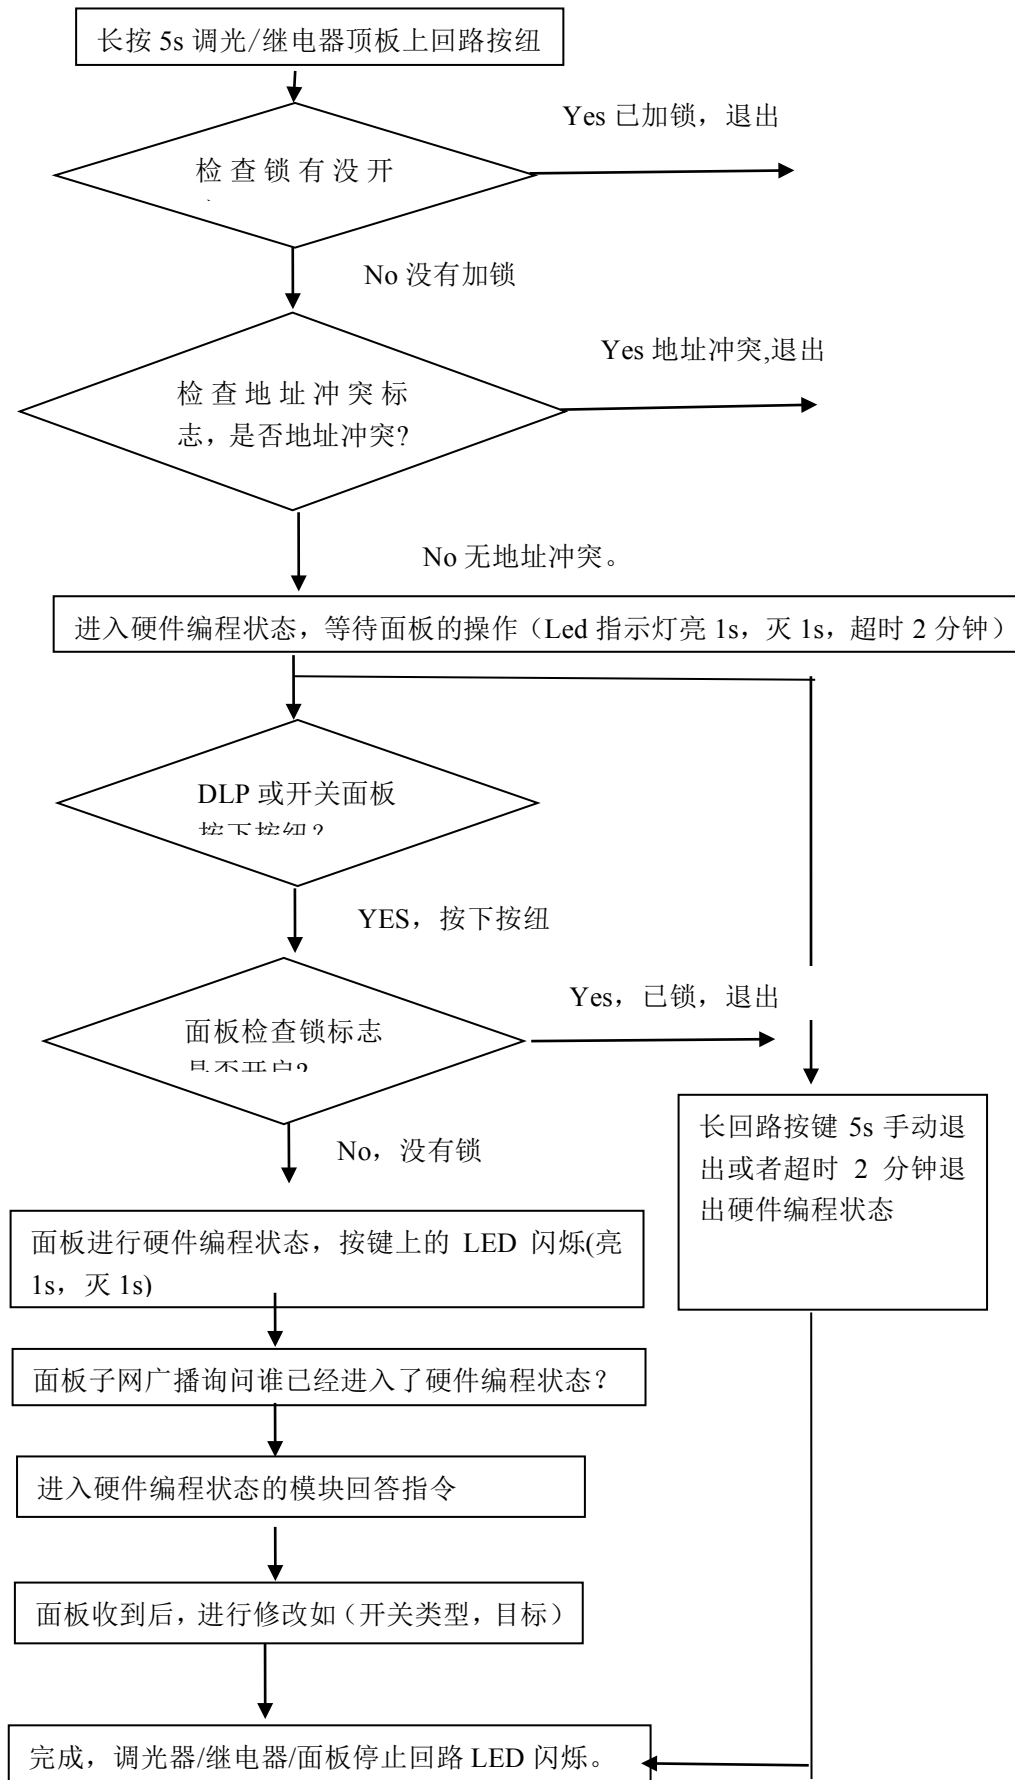 长按 5s 调光/继电器顶板上回路按钮
Yes 已加锁，退出
检查锁有没开
No 没有加锁
Yes 地址冲突,退出
检查地址冲突标
志，是否地址冲突?
No 无地址冲突。
进入硬件编程状态，等待面板的操作（Led 指示灯亮 1s，灭 1s，超时 2 分钟）
DLP 或开关面板
按下按钮?
YES，按下按钮
Yes，已锁，退出
面板检查锁标志
是否开启?
No，没有锁
长回路按键 5s 手动退
出或者超时 2 分钟退
出硬件编程状态
面板进行硬件编程状态，按键上的 LED 闪烁(亮
1s，灭 1s)
面板子网广播询问谁已经进入了硬件编程状态？
进入硬件编程状态的模块回答指令
面板收到后，进行修改如（开关类型，目标）
完成，调光器/继电器/面板停止回路 LED 闪烁。